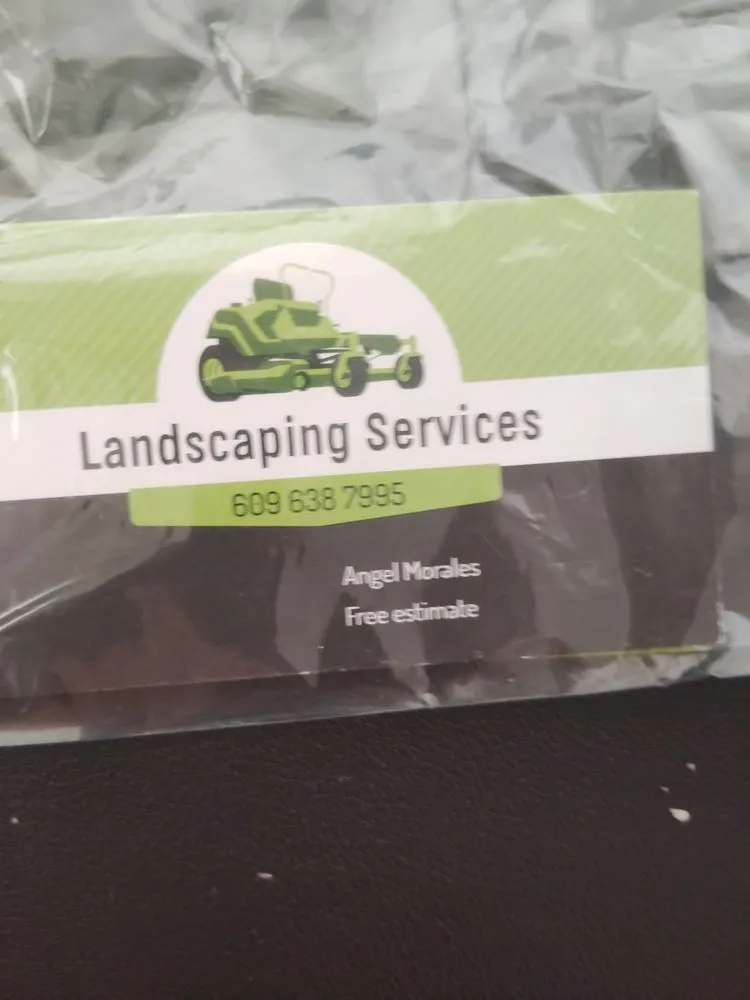 Landscaping Services
609 638 7995
Angel Morales
Free estimate